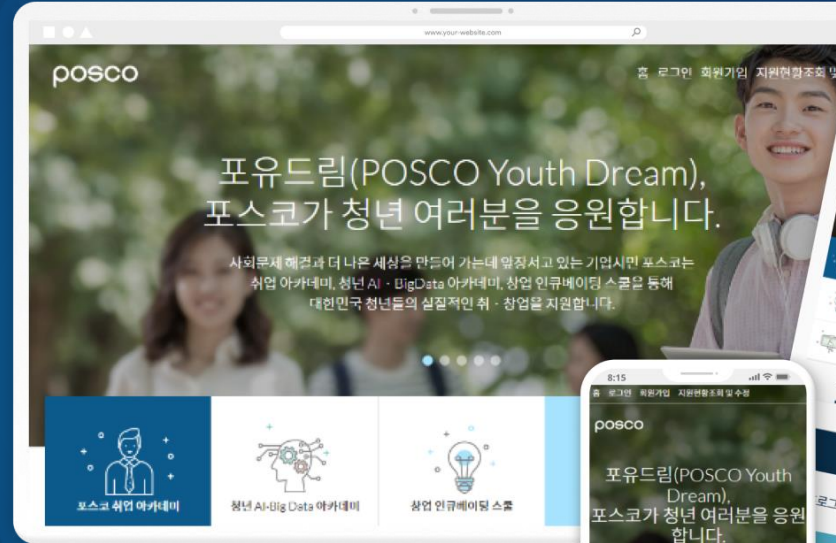 www.your-website.com
posco
홈 로그인 회원가입 지원현황조회 및
포유드림(POSCO Youth Dream),
포스코가 청년 여러분을 응원합니다.
사회문제 해결과 더 나은 세상을 만들어 가는데 앞장서고 있는 기업시민 포스코는
취업 아카데미, 청년 AI · BigData 아카데미, 창업 인큐베이팅 스쿨을 통해
대한민국 청년들의 실질적인 취 · 창업을 지원합니다.
포스코 취업 아카데미
청년 AI-Big Data 아카데미
창업 인큐베이팅 스쿨
8:15
홈 로그인 회원가입 지원현황조회 및 수정
posco
포유드림(POSCO Youth
Dream),
포스코가 청년 여러분을 응원
합니다.